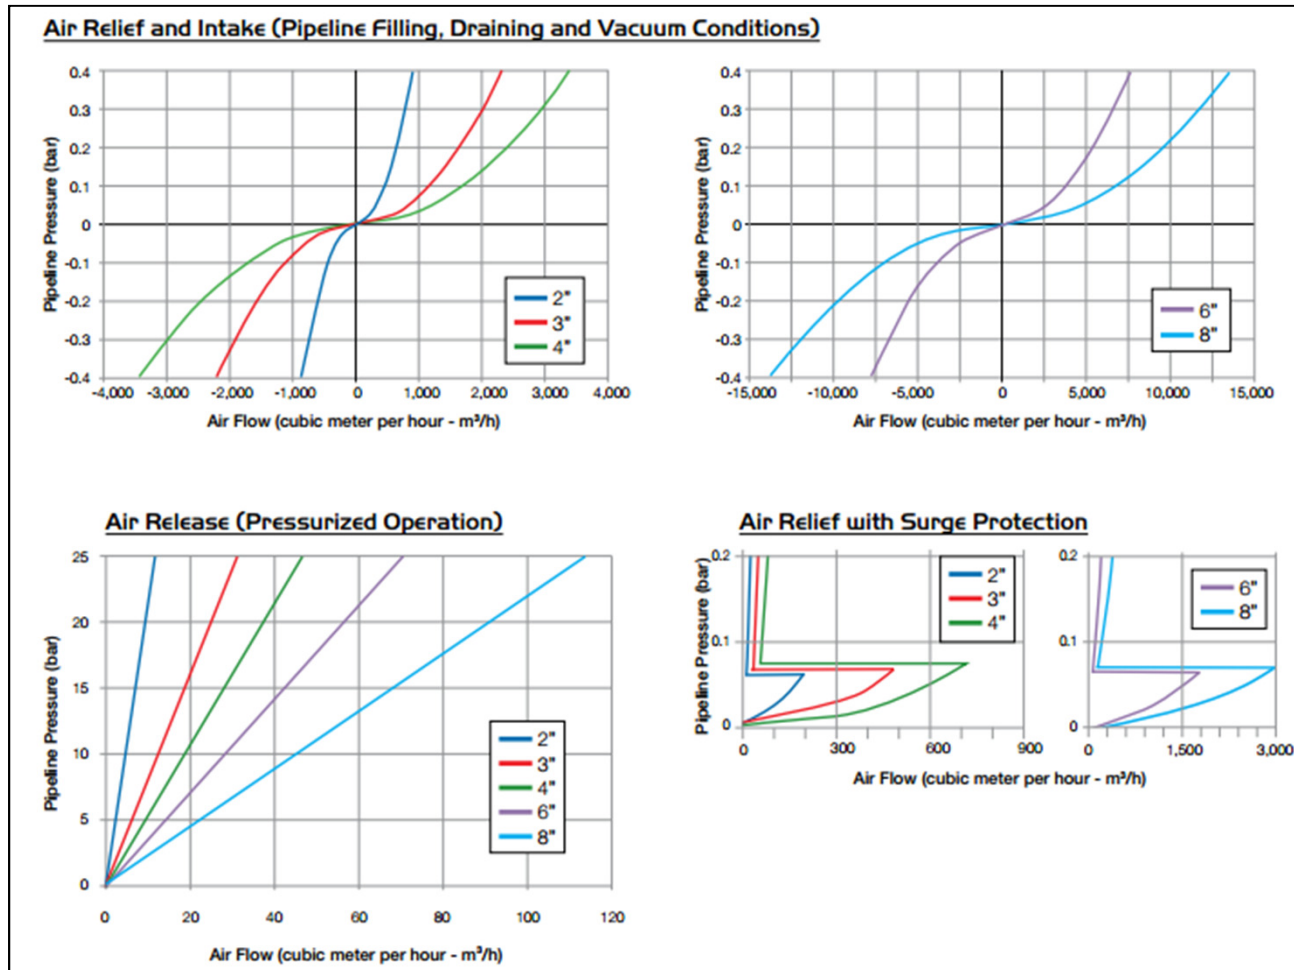 Air Relief and Intake (Pipeline Filling, Draining and Vacuum Conditions)
Pipeline Pressure (bar)
0.4
0.3
0.2
0.1
0
-0.1
-0.2
-0.3
-0.4
2"
3"
4"
-4,000 -3,000 -2,000 -1,000 0 1,000 2,000 3,000 4,000
Air Flow (cubic meter per hour - m³/h)
Pipeline Pressure (bar)
0.4
0.3
0.2
0.1
0
-0.1
-0.2
-0.3
-0.4
6"
8"
-15,000 -10,000 -5,000 0 5,000 10,000 15,000
Air Flow (cubic meter per hour - m³/h)
Air Release (Pressurized Operation)
Pipeline Pressure (bar)
25
20
15
10
5
0
2"
3"
4"
6"
8"
0 20 40 60 80 100 120
Air Flow (cubic meter per hour - m³/h)
Air Relief with Surge Protection
Pipeline Pressure (bar)
0.2
0.1
0
2"
3"
4"
0 300 600 900
0.2
0.1
0
6"
8"
0 1,500 3,000
Air Flow (cubic meter per hour - m³/h)